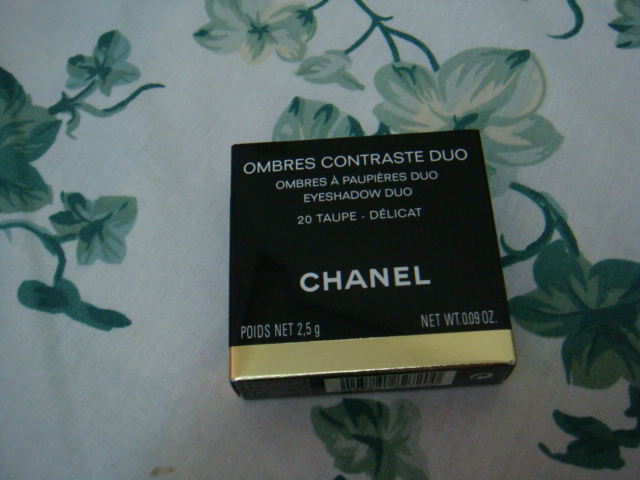 OMBRES CONTRASTE DUO
OMBRES À PAUPIÈRES DUO
EYESHADOW DUO
20 TAUPE - DÉLICAT
CHANEL
POIDS NET 2,5 g
NET WT. 0.09 OZ.